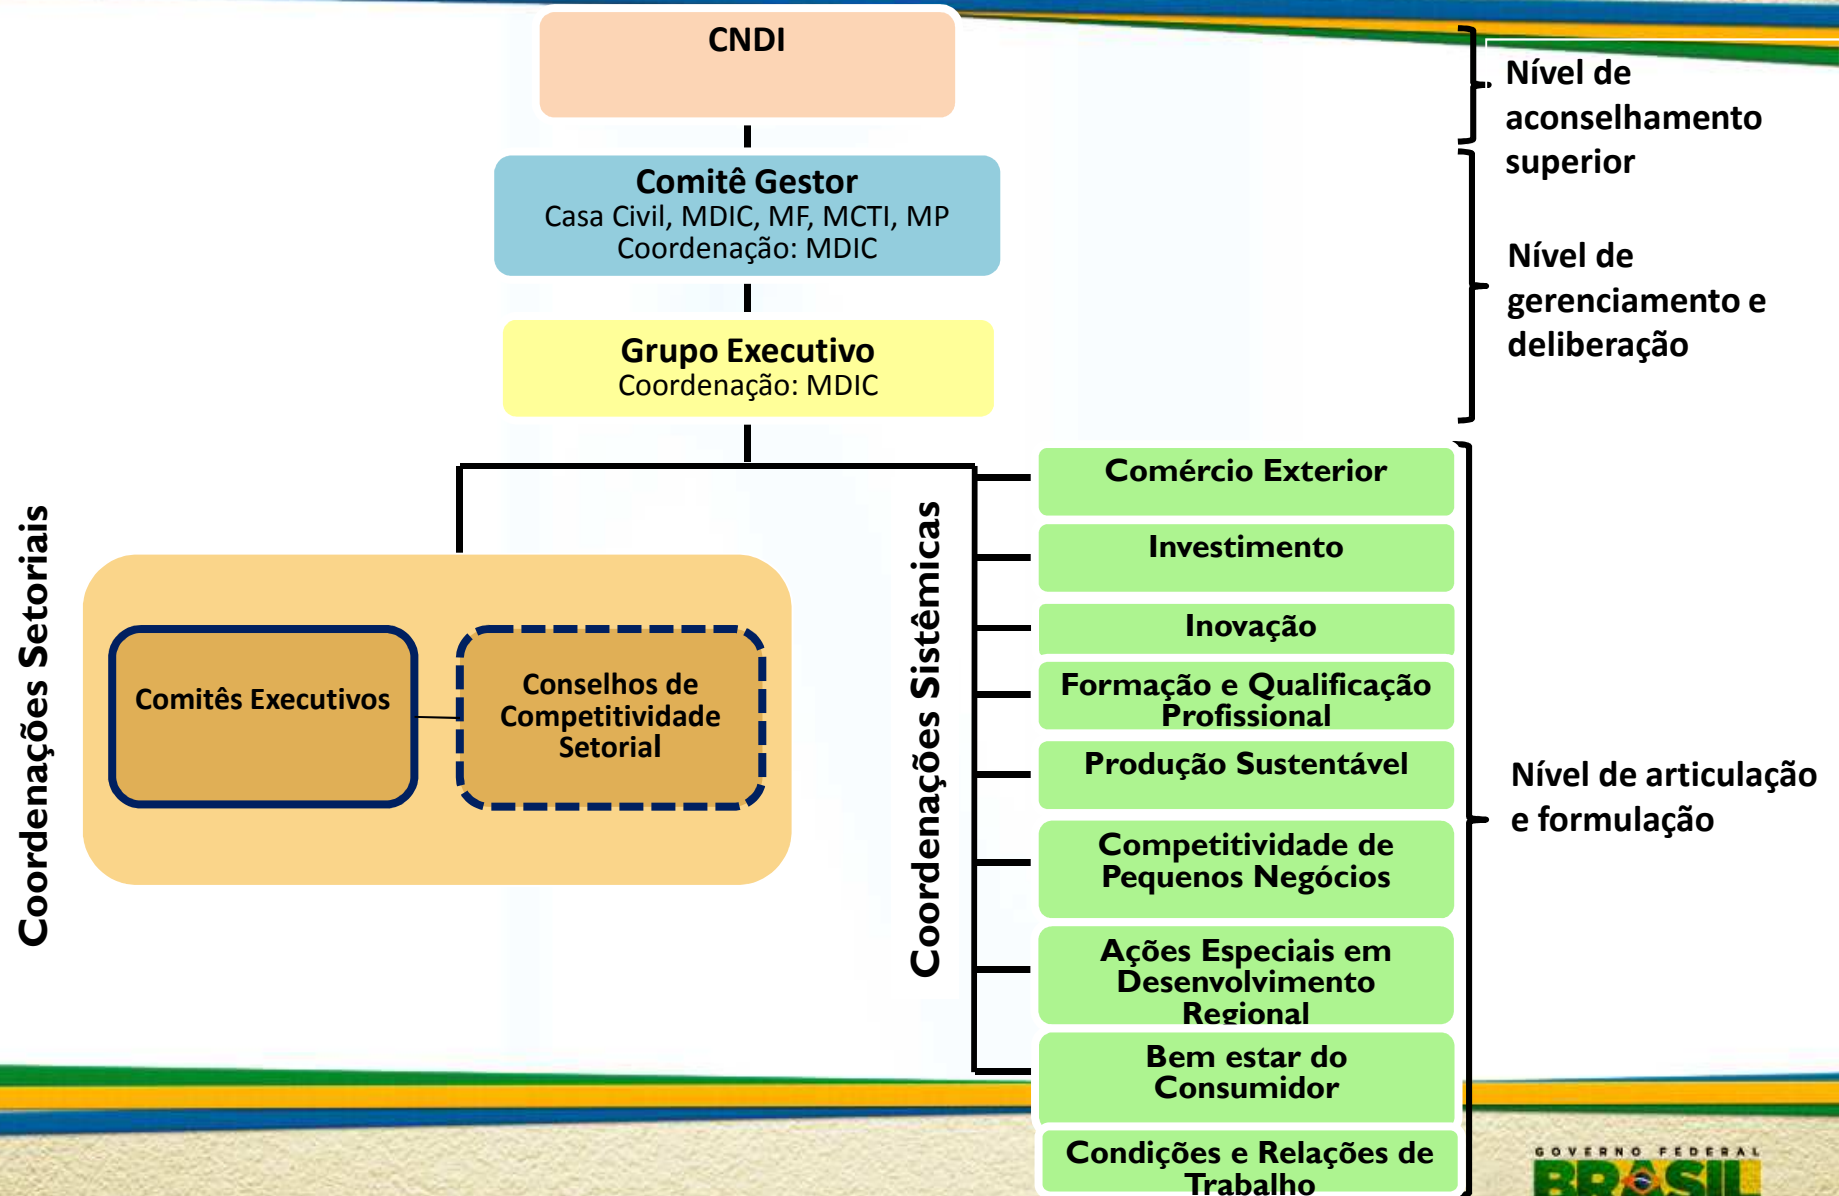 CNDI
Nível de
aconselhamento
superior
Comitê Gestor
Casa Civil, MDIC, MF, MCTI, MP
Coordenação: MDIC
Nível de
gerenciamento e
deliberação
Grupo Executivo
Coordenação: MDIC
Coordenações Setoriais
Comitês Executivos
Conselhos de
Competitividade
Setorial
Coordenações Sistêmicas
Comércio Exterior
Investimento
Inovação
Formação e Qualificação
Profissional
Produção Sustentável
Competitividade de
Pequenos Negócios
Ações Especiais em
Desenvolvimento
Regional
Bem estar do
Consumidor
Condições e Relações de
Trabalho
Nível de articulação
e formulação
GOVERNO FEDERAL
BRASIL